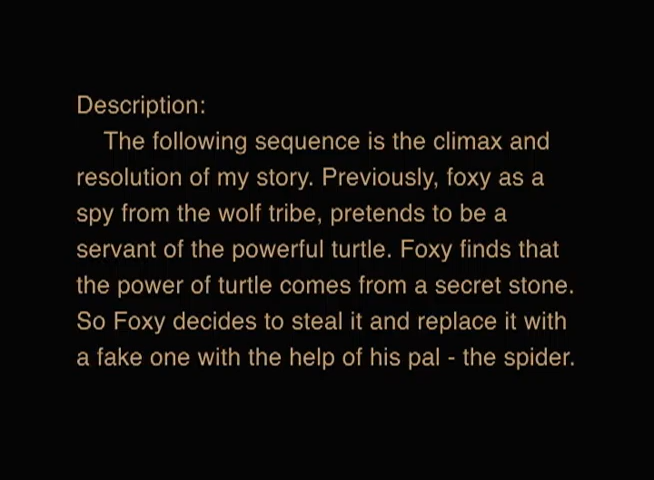 Description:
The following sequence is the climax and
resolution of my story. Previously, foxy as a
spy from the wolf tribe, pretends to be a
servant of the powerful turtle. Foxy finds that
the power of turtle comes from a secret stone.
So Foxy decides to steal it and replace it with
a fake one with the help of his pal - the spider.